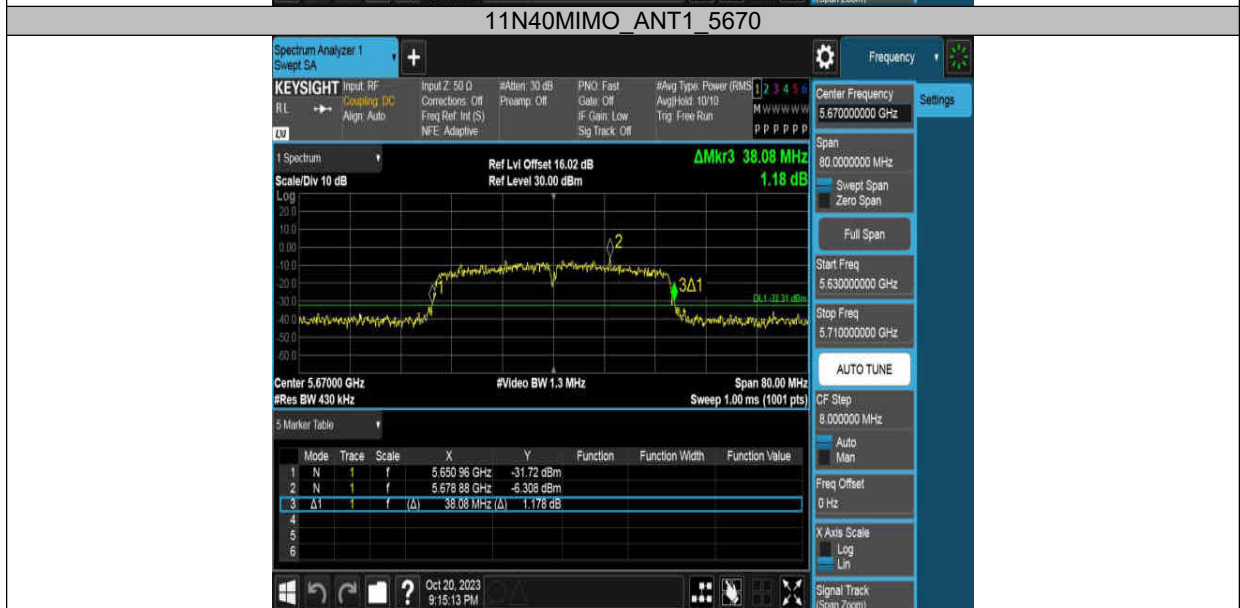 (Span Zoom)
11N40MIMO_ANT1_5670
Spectrum Analyzer 1
Swept SA
+
Frequency
KEYSIGHT
RL
Input: RF
Coupling: DC
Align: Auto
Input Z: 50 Ω
Corrections: Off
Freq Ref: Int (S)
NFE: Adaptive
#Atten: 30 dB
Preamp: Off
PNO: Fast
Gate: Off
IF Gain: Low
Sig Track: Off
#Avg Type: Power (RMS
Avg|Hold: 10/10
Trig: Free Run
1 2 3 4 5 6
M W W W W W
P P P P P P
Center Frequency
5.670000000 GHz
Settings
Span
80.0000000 MHz
Swept Span
Zero Span
Full Span
Start Freq
5.630000000 GHz
Stop Freq
5.710000000 GHz
AUTO TUNE
CF Step
8.000000 MHz
Auto
Man
Freq Offset
0 Hz
X Axis Scale
Log
Lin
Signal Track
(Span Zoom)
1 Spectrum
Scale/Div 10 dB
Ref Lvl Offset 16.02 dB
Ref Level 30.00 dBm
ΔMkr3 38.08 MHz
1.18 dB
Log
20.0
10.0
0.00
-10.0
-20.0
-30.0
-40.0
-50.0
-60.0
1
2
3Δ1
DL1 -32.31 dBm
Center 5.67000 GHz
#Res BW 430 kHz
#Video BW 1.3 MHz
Span 80.00 MHz
Sweep 1.00 ms (1001 pts)
5 Marker Table
Mode Trace Scale X Y Function Function Width Function Value
1 N 1 f 5.650 96 GHz -31.72 dBm
2 N 1 f 5.678 88 GHz -6.308 dBm
3 Δ1 1 f (Δ) 38.08 MHz (Δ) 1.178 dB
4
5
6
?
Oct 20, 2023
9:15:13 PM